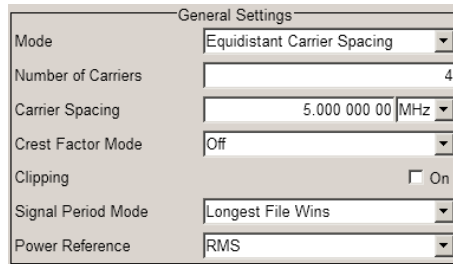 General Settings
Mode Equidistant Carrier Spacing
Number of Carriers 4
Carrier Spacing 5.000 000 00 MHz
Crest Factor Mode Off
Clipping On
Signal Period Mode Longest File Wins
Power Reference RMS